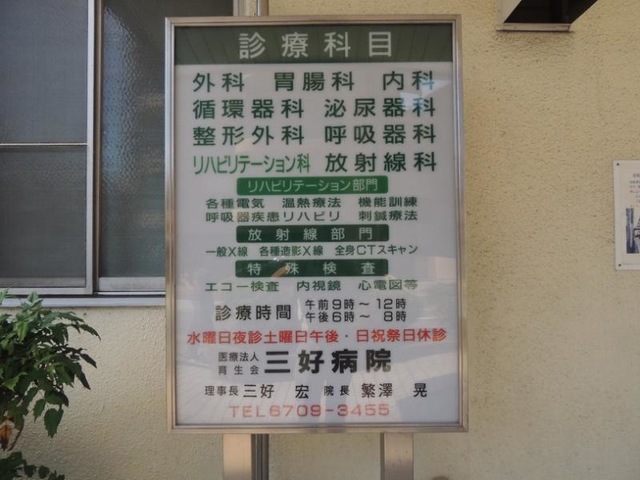 診療科目
外科 胃腸科 内科
循環器科 泌尿器科
整形外科 呼吸器科
リハビリテーション科 放射線科
リハビリテーション部門
各種電気 温熱療法 機能訓練
呼吸器疾患リハビリ 刺鍼療法
放射線部門
一般X線 各種造影X線 全身CTスキャン
特殊検査
エコー検査 内視鏡 心電図等
診療時間 午前9時〜12時
午後6時〜8時
水曜日夜診土曜日午後・日祝祭日休診
医療法人育生会 三好病院
理事長 三好 宏 院長 繁澤 晃
TEL6709-3455